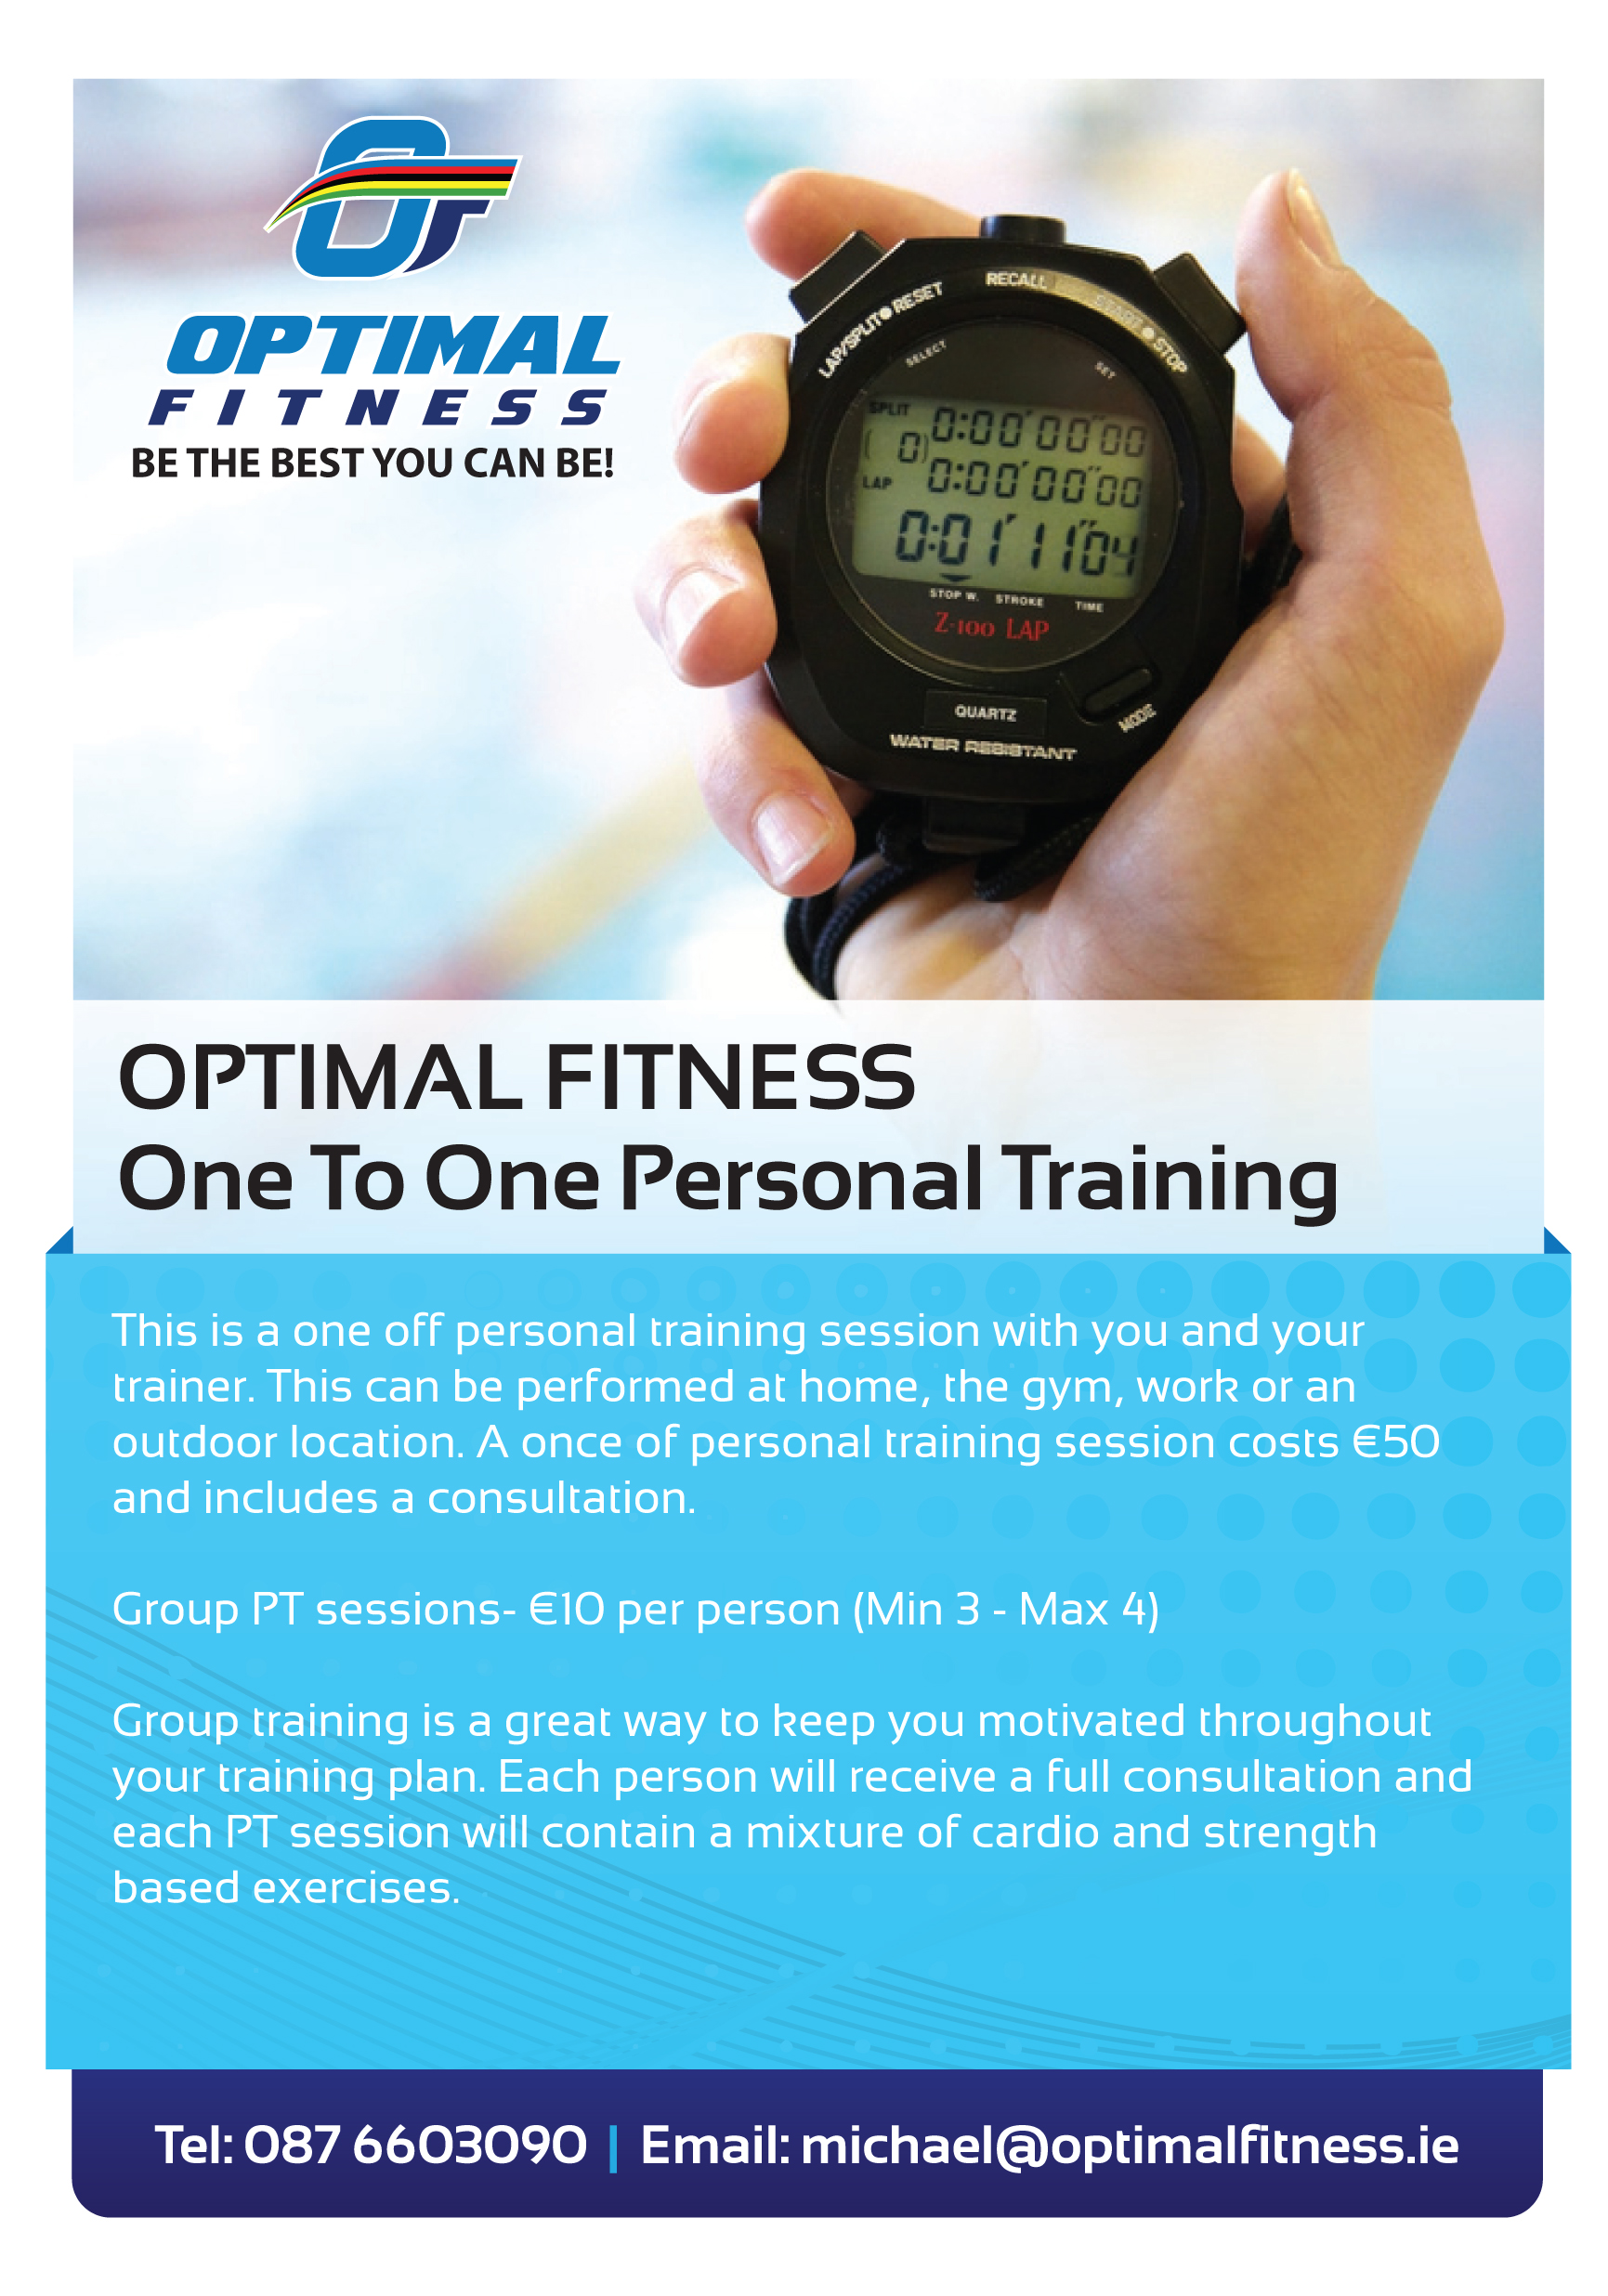 OPTIMAL
FITNESS
BE THE BEST YOU CAN BE!
LAP/SPLIT RESET
RECALL
START STOP
SELECT
SET
SPLIT 0:00'00"00
( 0)
LAP 0:00'00"00
0:01'11"04
STOP W. STROKE TIME
Z-100 LAP
QUARTZ
MODE
WATER RESISTANT
OPTIMAL FITNESS
One To One Personal Training
This is a one off personal training session with you and your
trainer. This can be performed at home, the gym, work or an
outdoor location. A once of personal training session costs €50
and includes a consultation.
Group PT sessions- €10 per person (Min 3 - Max 4)
Group training is a great way to keep you motivated throughout
your training plan. Each person will receive a full consultation and
each PT session will contain a mixture of cardio and strength
based exercises.
Tel: 087 6603090 | Email: michael@optimalfitness.ie